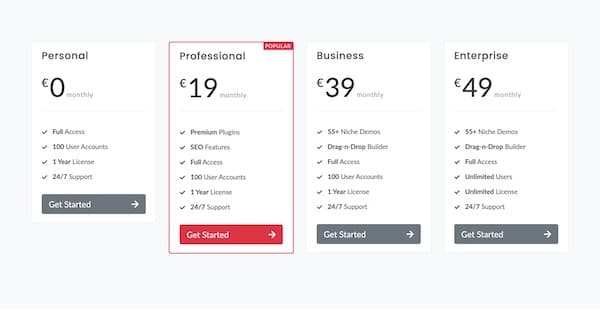 Personal
€0 monthly
Full Access
100 User Accounts
1 Year License
24/7 Support
Get Started
POPULAR
Professional
€19 monthly
Premium Plugins
SEO Features
Full Access
100 User Accounts
1 Year License
24/7 Support
Get Started
Business
€39 monthly
55+ Niche Demos
Drag-n-Drop Builder
Full Access
100 User Accounts
1 Year License
24/7 Support
Get Started
Enterprise
€49 monthly
55+ Niche Demos
Drag-n-Drop Builder
Full Access
Unlimited Users
Unlimited License
24/7 Support
Get Started